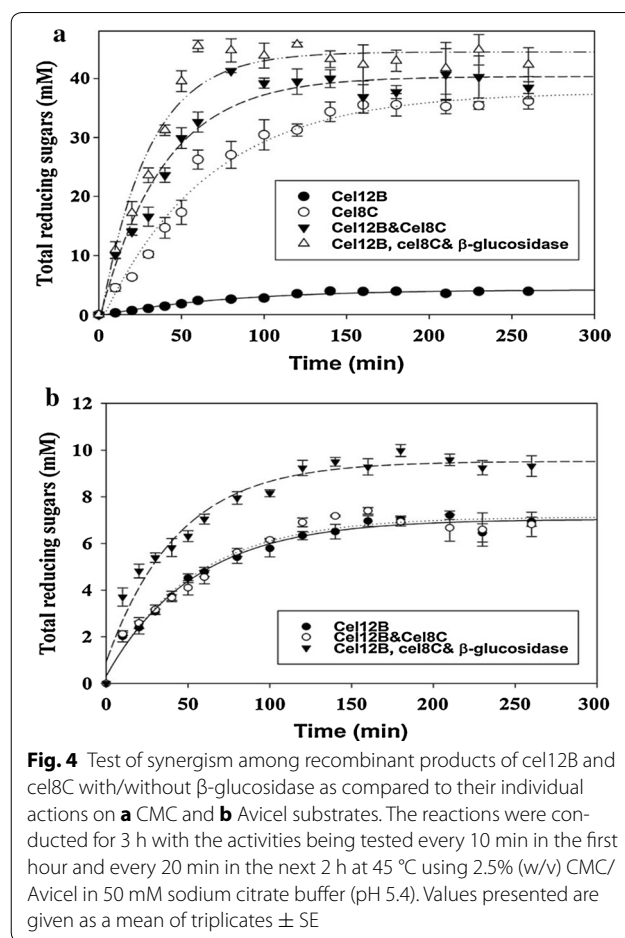 a
Total reducing sugars (mM)
40
30
20
10
0
Cel12B
Cel8C
Cel12B&Cel8C
Cel12B, cel8C& β-glucosidase
0 50 100 150 200 250 300
Time (min)
b
Total reducing sugars (mM)
12
10
8
6
4
2
0
Cel12B
Cel12B&Cel8C
Cel12B, cel8C& β-glucosidase
0 50 100 150 200 250 300
Time (min)
Fig. 4 Test of synergism among recombinant products of cel12B and
cel8C with/without β-glucosidase as compared to their individual
actions on a CMC and b Avicel substrates. The reactions were con-
ducted for 3 h with the activities being tested every 10 min in the first
hour and every 20 min in the next 2 h at 45 °C using 2.5% (w/v) CMC/
Avicel in 50 mM sodium citrate buffer (pH 5.4). Values presented are
given as a mean of triplicates ± SE